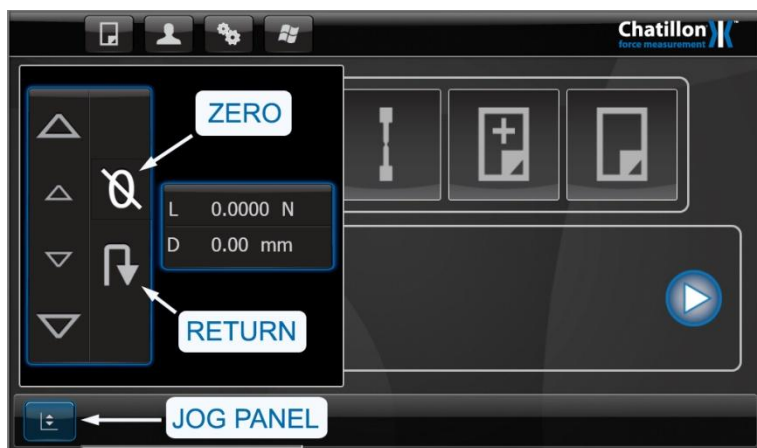 Chatillon
force measurement
ZERO
L 0.0000 N
D 0.00 mm
RETURN
JOG PANEL